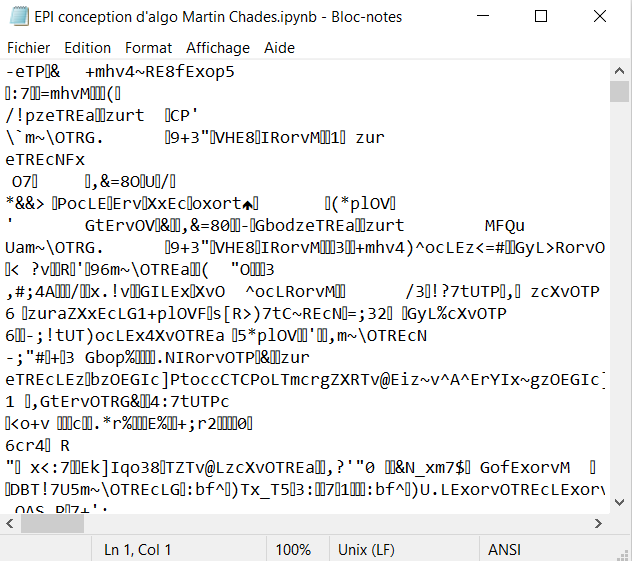 EPI conception d'algo Martin Chades.ipynb - Bloc-notes
Fichier Edition Format Affichage Aide
+mhv4~RE8fExop5
/!pzeTREa zurt CP'
\`m~\OTRG. 9+3" VHE8 IRorvM 1 zur
eTREcNFx
O7 ,&=8O U /
*&&> PocLE Erv XxEc oxort (*plOV
' GtErvOV & ,&=80 - GbodzeTREa zurt MFQu
Uam~\OTRG. 9+3" VHE8 IRorvM 3 +mhv4)^ocLEz<=# GyL>RorvO
< ?v R ' 96m~\OTREa ( "O 3
,#;4A / x.!v GILEx XvO ^ocLRorvM /3 !?7tUTP , zcXvOTP
6 zuraZXxEcLG1+plOVF s[R>)7tC~REcN =;32 GyL%cXvOTP
6 -;!tUT)ocLEx4XvOTREa 5*plOV ' ,m~\OTREcN
-;"# + 3 Gbop% .NIRorvOTP & zur
eTREcLEz bzOEGIc]PtoccCTCPoLTmcrgZXRTv@Eiz~v^A^ErYIx~gzOEGIc]
1 ,GtErvOTRG& 4:7tUTPc
<o+v c .*r% E% +;r2 0
6cr4 R
" x<:7 Ek]Iqo38 TZTv@LzcXvOTREa ,?'"0 &N_xm7$ GofExorvM
DBT!7U5m~\OTREcLG :bf^ )Tx_T5 3: 7 1 :bf^ )U.LExorvOTREcLExorv
Ln 1, Col 1 100% Unix (LF) ANSI